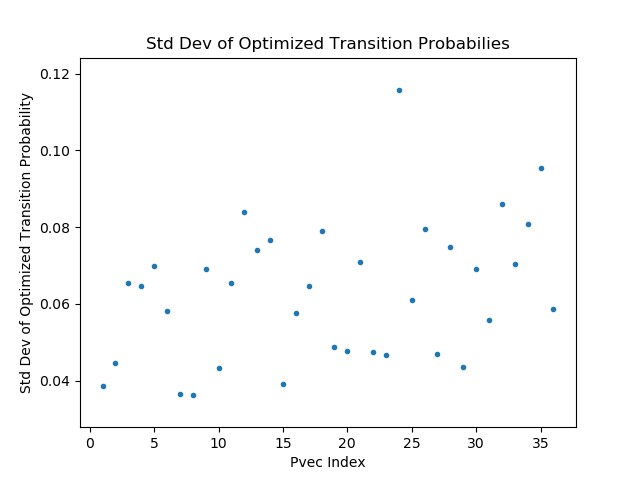 Std Dev of Optimized Transition Probabilies
0.12
0.10
0.08
0.06
0.04
Std Dev of Optimized Transition Probability
0 5 10 15 20 25 30 35
Pvec Index